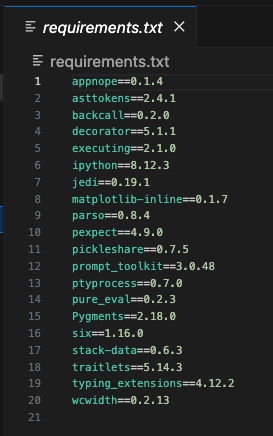 requirements.txt
requirements.txt
1 appnope==0.1.4
2 asttokens==2.4.1
3 backcall==0.2.0
4 decorator==5.1.1
5 executing==2.1.0
6 ipython==8.12.3
7 jedi==0.19.1
8 matplotlib-inline==0.1.7
9 parso==0.8.4
10 pexpect==4.9.0
11 pickleshare==0.7.5
12 prompt_toolkit==3.0.48
13 ptyprocess==0.7.0
14 pure_eval==0.2.3
15 Pygments==2.18.0
16 six==1.16.0
17 stack-data==0.6.3
18 traitlets==5.14.3
19 typing_extensions==4.12.2
20 wcwidth==0.2.13
21